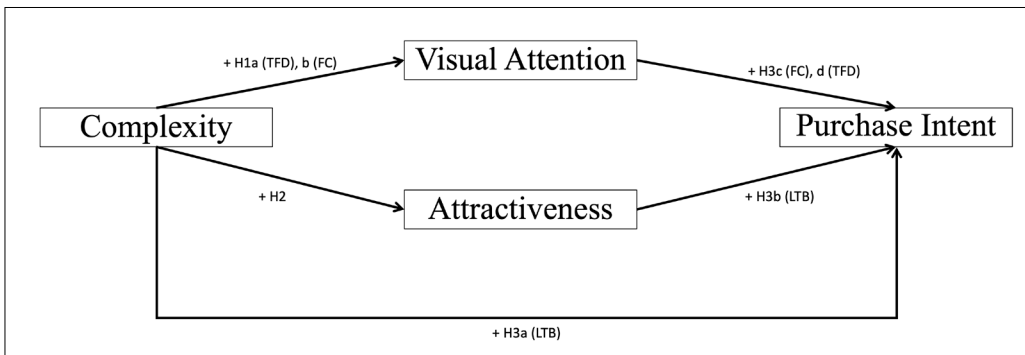 Visual Attention
+ H1a (TFD), b (FC)
+ H3c (FC), d (TFD)
Complexity
Purchase Intent
+ H2
Attractiveness
+ H3b (LTB)
+ H3a (LTB)